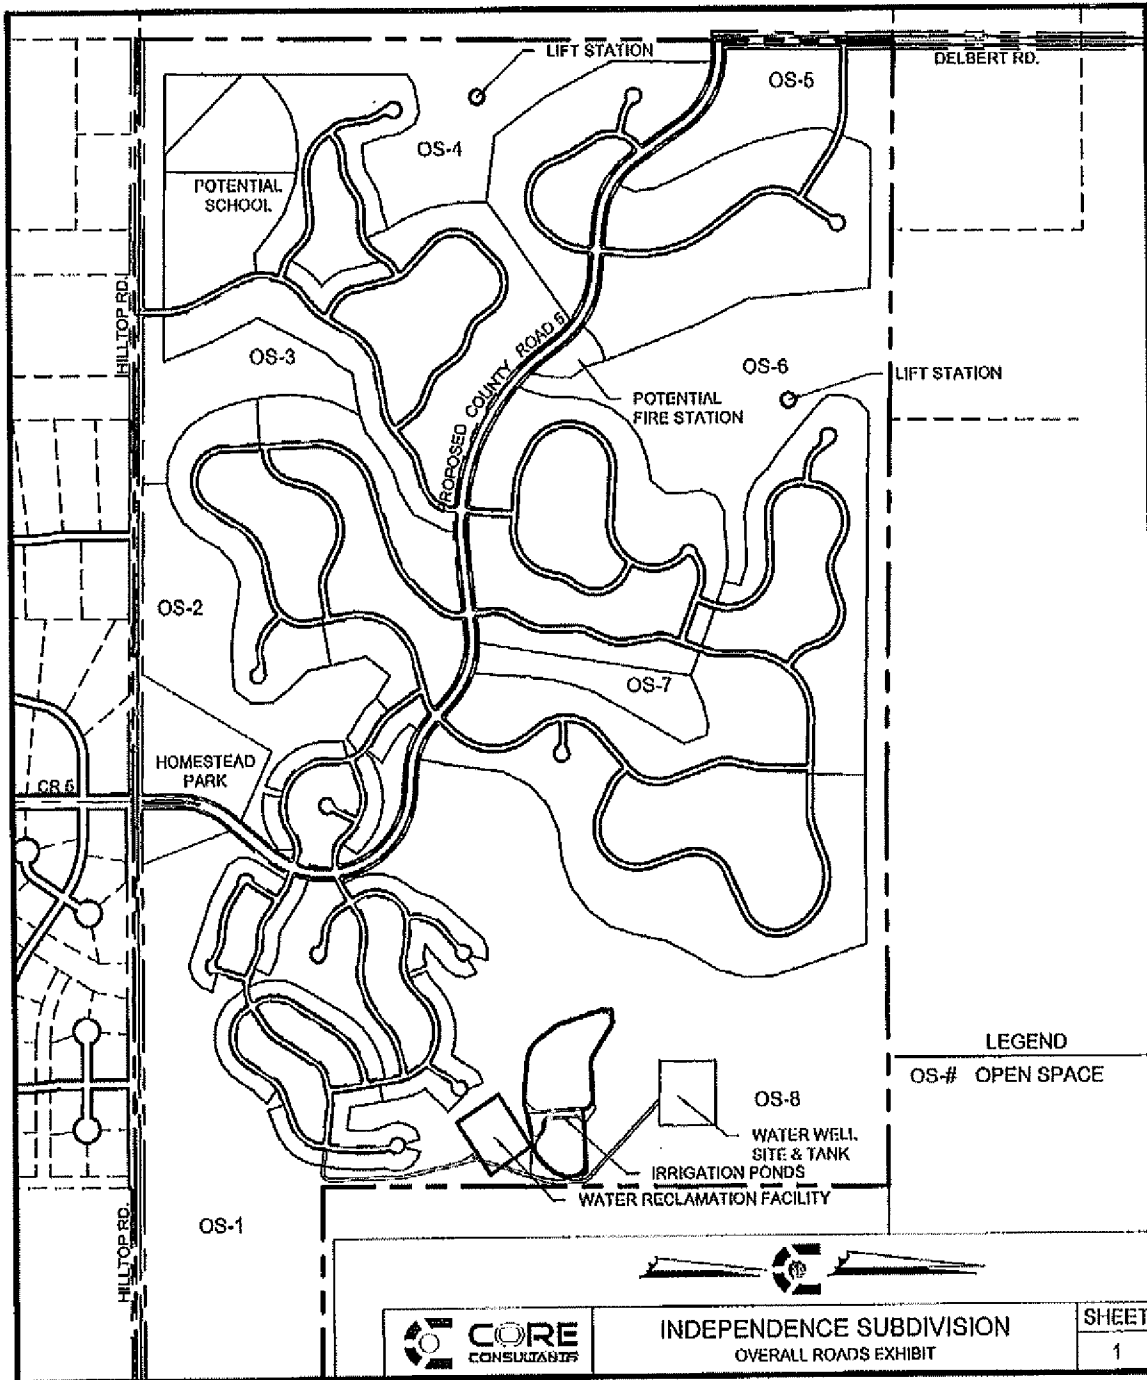 LIFT STATION
DELBERT RD.
OS-5
OS-4
POTENTIAL
SCHOOL
HILLTOP RD.
OS-3
PROPOSED COUNTY ROAD 5
OS-6
LIFT STATION
POTENTIAL
FIRE STATION
OS-2
OS-7
HOMESTEAD
PARK
CR 5
LEGEND
OS-# OPEN SPACE
OS-8
WATER WELL
SITE & TANK
IRRIGATION PONDS
WATER RECLAMATION FACILITY
OS-1
HILLTOP RD.
CORE
CONSULTANTS
INDEPENDENCE SUBDIVISION
OVERALL ROADS EXHIBIT
SHEET
1